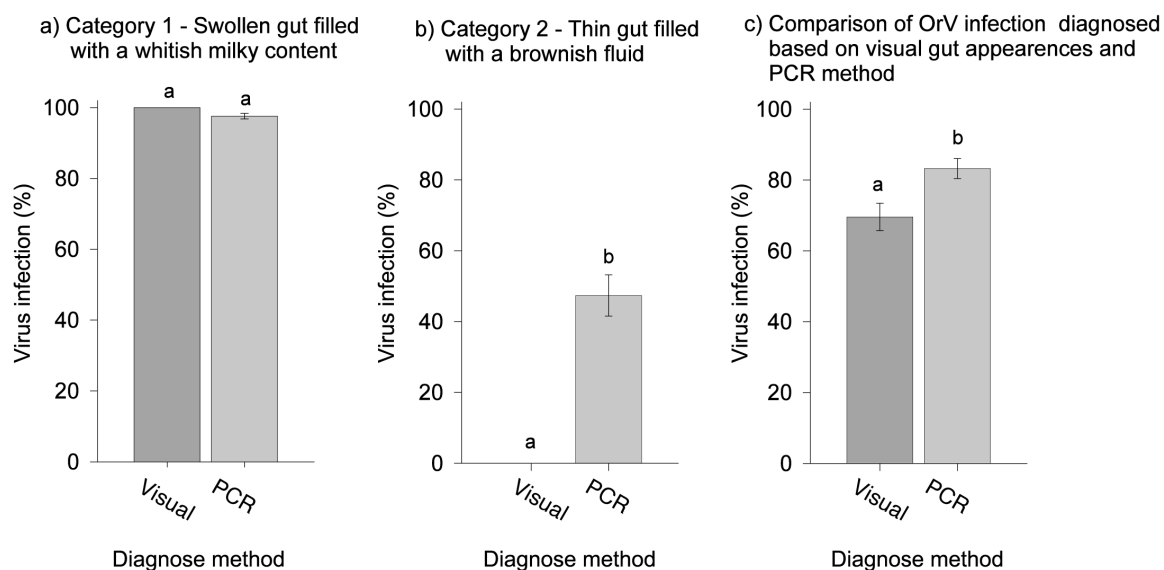 a) Category 1 - Swollen gut filled
with a whitish milky content
Virus infection (%)
100
80
60
40
20
0
a
a
Visual
PCR
Diagnose method
b) Category 2 - Thin gut filled
with a brownish fluid
Virus infection (%)
100
80
60
40
20
0
a
b
Visual
PCR
Diagnose method
c) Comparison of OrV infection diagnosed
based on visual gut appearences and
PCR method
Virus infection (%)
100
80
60
40
20
0
a
b
Visual
PCR
Diagnose method